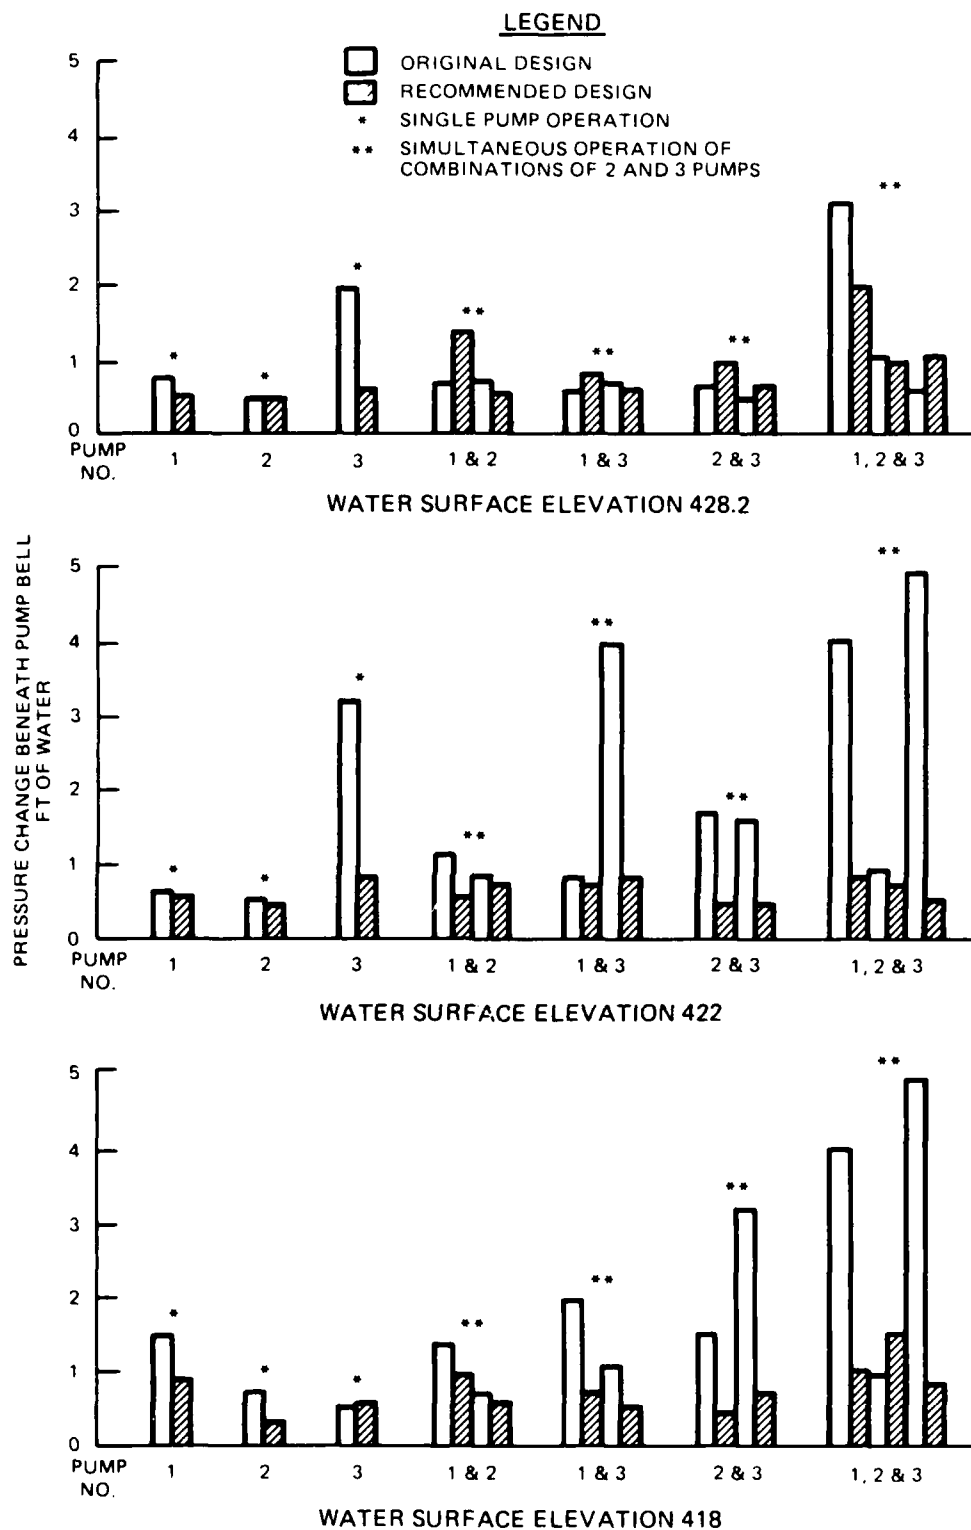 LEGEND
ORIGINAL DESIGN
RECOMMENDED DESIGN
* SINGLE PUMP OPERATION
** SIMULTANEOUS OPERATION OF
COMBINATIONS OF 2 AND 3 PUMPS
PRESSURE CHANGE BENEATH PUMP BELL
FT OF WATER
5
4
3
2
1
0
* * * ** ** ** **
PUMP
NO.
1 2 3 1 & 2 1 & 3 2 & 3 1, 2 & 3
WATER SURFACE ELEVATION 428.2
5
4
3
2
1
0
* * * ** ** ** **
PUMP
NO.
1 2 3 1 & 2 1 & 3 2 & 3 1, 2 & 3
WATER SURFACE ELEVATION 422
5
4
3
2
1
0
* * * ** ** ** **
PUMP
NO.
1 2 3 1 & 2 1 & 3 2 & 3 1, 2 & 3
WATER SURFACE ELEVATION 418